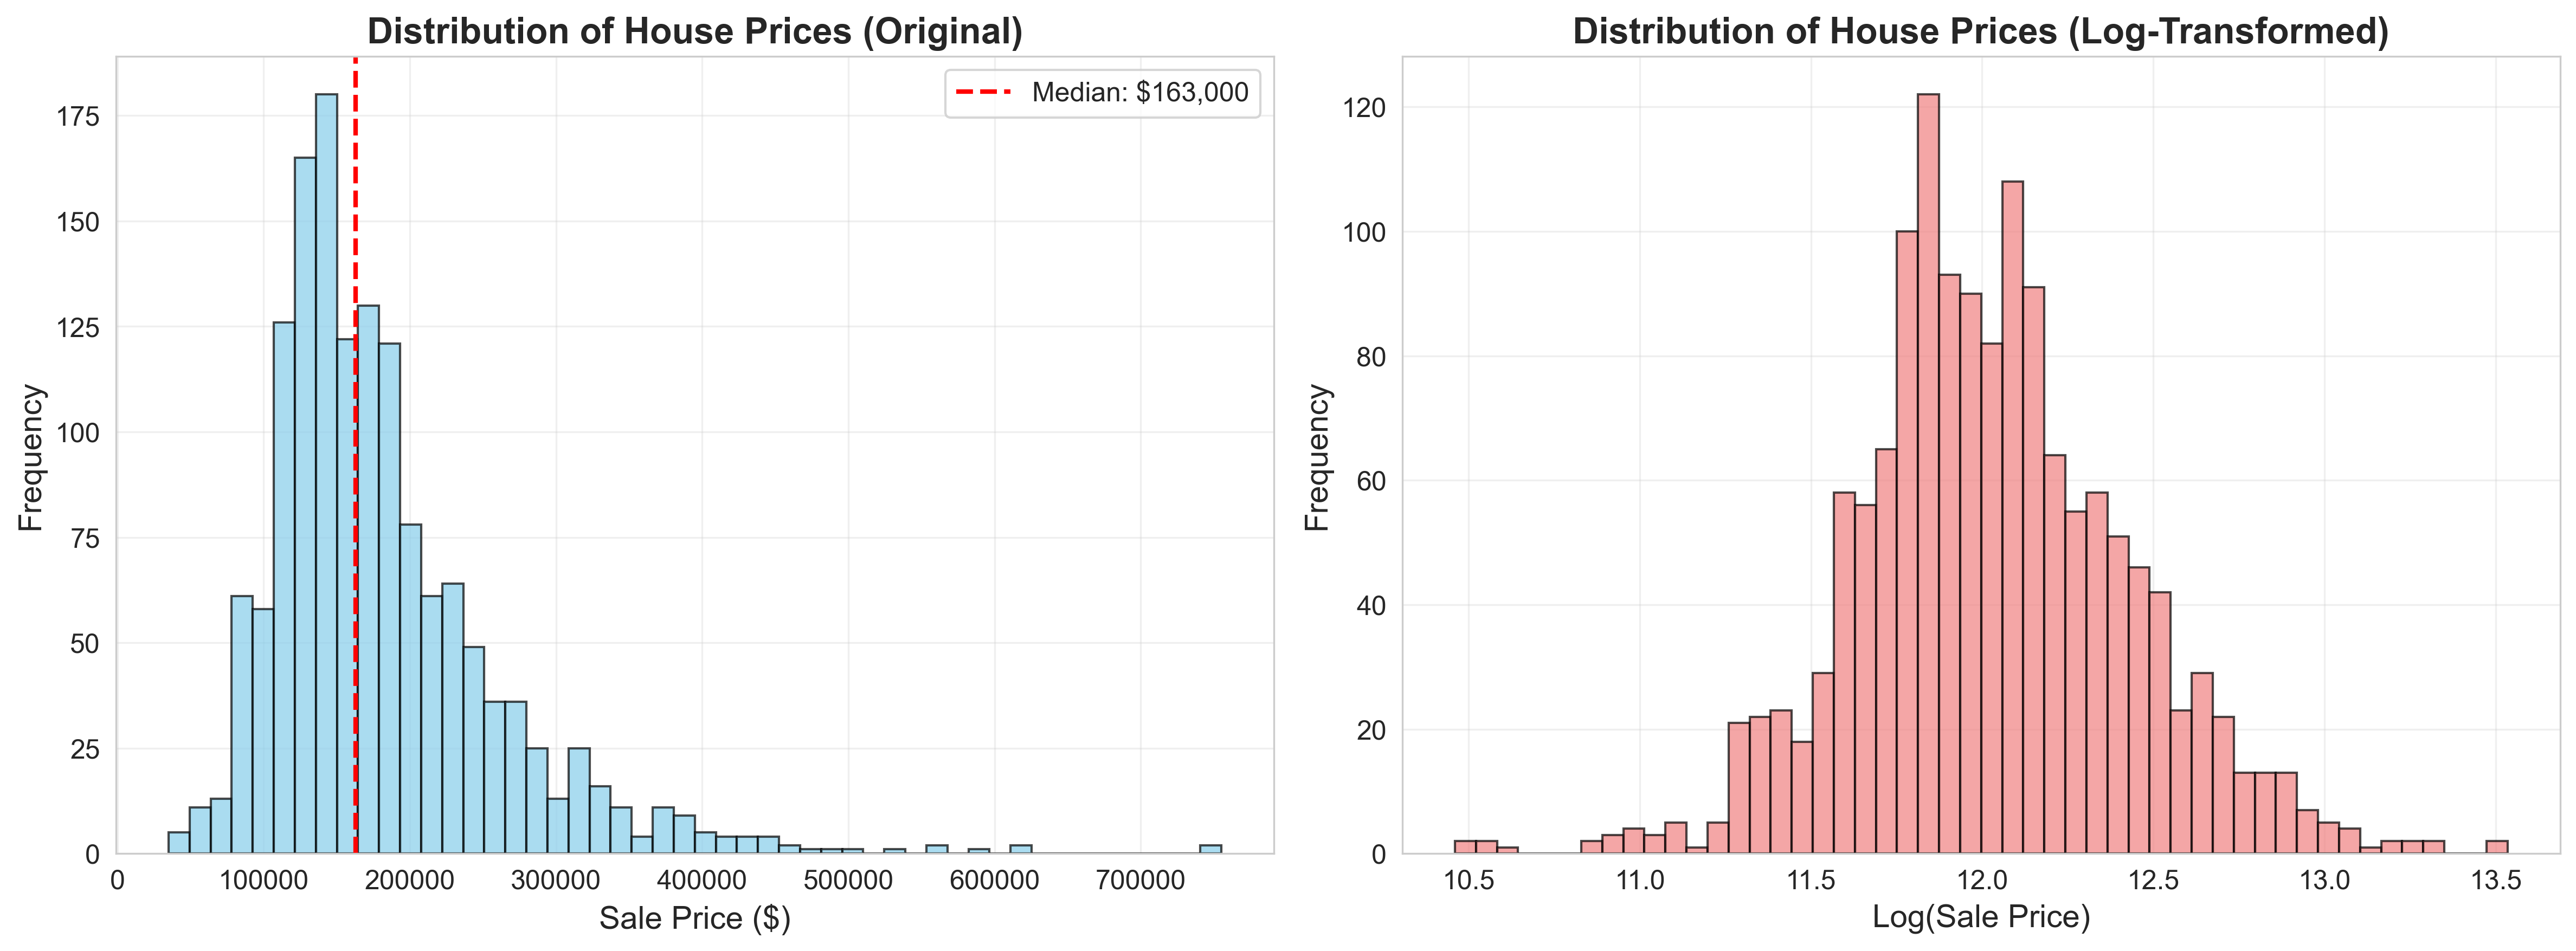 Distribution of House Prices (Original)
Median: $163,000
Frequency
175
150
125
100
75
50
25
0
0 100000 200000 300000 400000 500000 600000 700000
Sale Price ($)
Distribution of House Prices (Log-Transformed)
Frequency
120
100
80
60
40
20
0
10.5 11.0 11.5 12.0 12.5 13.0 13.5
Log(Sale Price)